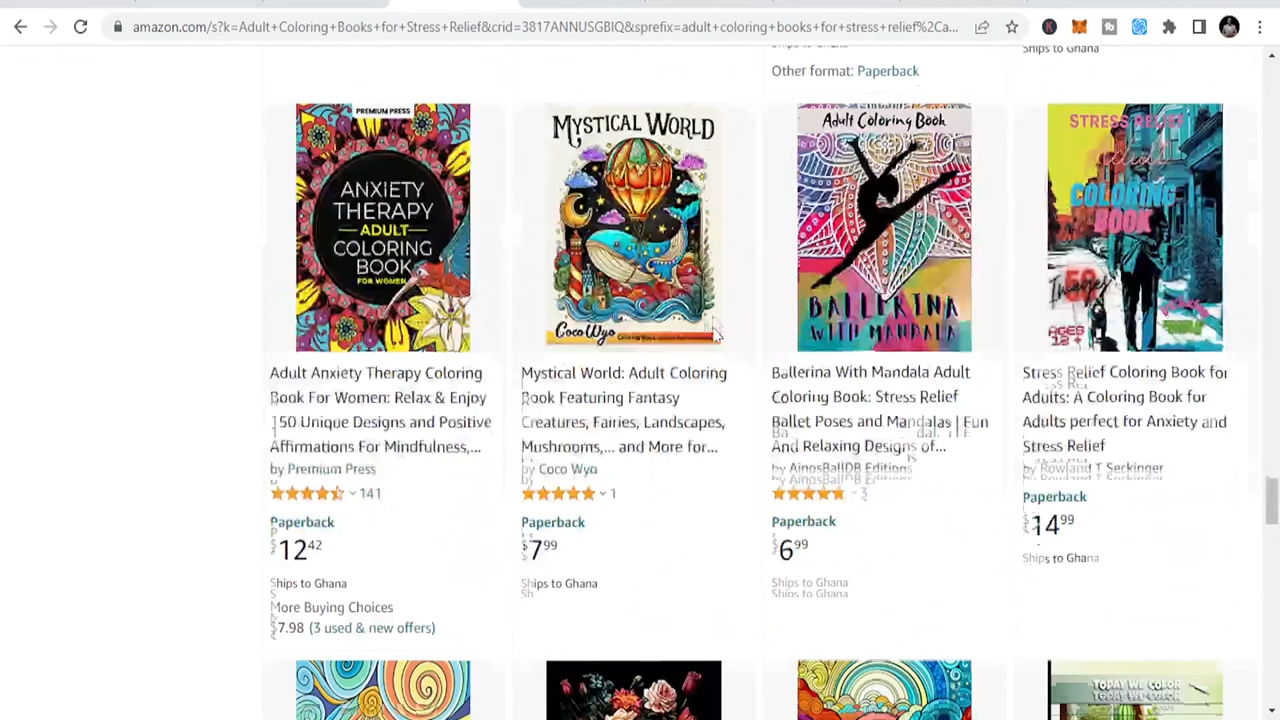 amazon.com/s?k=Adult+Coloring+Books+for+Stress+Relief&crid=3817ANNUSGBIQ&sprefix=adult+coloring+books+for+stress+relief%2Ca...
Ships to Ghana
Ships to Ghana
Other format: Paperback
PREMIUM PRESS
ANXIETY
THERAPY
ADULT
COLORING
BOOK
FOR WOMEN
MYSTICAL WORLD
Coco Wyo
Adult Coloring Book
BALLERINA
WITH MANDALA
STRESS RELIEF
COLORING
BOOK
50
Images
AGES
12+
Adult Anxiety Therapy Coloring
Book For Women: Relax & Enjoy
150 Unique Designs and Positive
Affirmations For Mindfulness,...
by Premium Press
141
Paperback
$12.42
Ships to Ghana
More Buying Choices
$7.98 (3 used & new offers)
Mystical World: Adult Coloring
Book Featuring Fantasy
Creatures, Fairies, Landscapes,
Mushrooms,... and More for...
by Coco Wyo
1
Paperback
$7.99
Ships to Ghana
Ballerina With Mandala Adult
Coloring Book: Stress Relief
Ballet Poses and Mandalas | Fun
And Relaxing Designs of...
by AinosBallDB Editions
3
Paperback
$6.99
Ships to Ghana
Stress Relief Coloring Book for
Adults: A Coloring Book for
Adults perfect for Anxiety and
Stress Relief
by Rowland T Seckinger
Paperback
$14.99
Ships to Ghana
TODAY WE COLOR